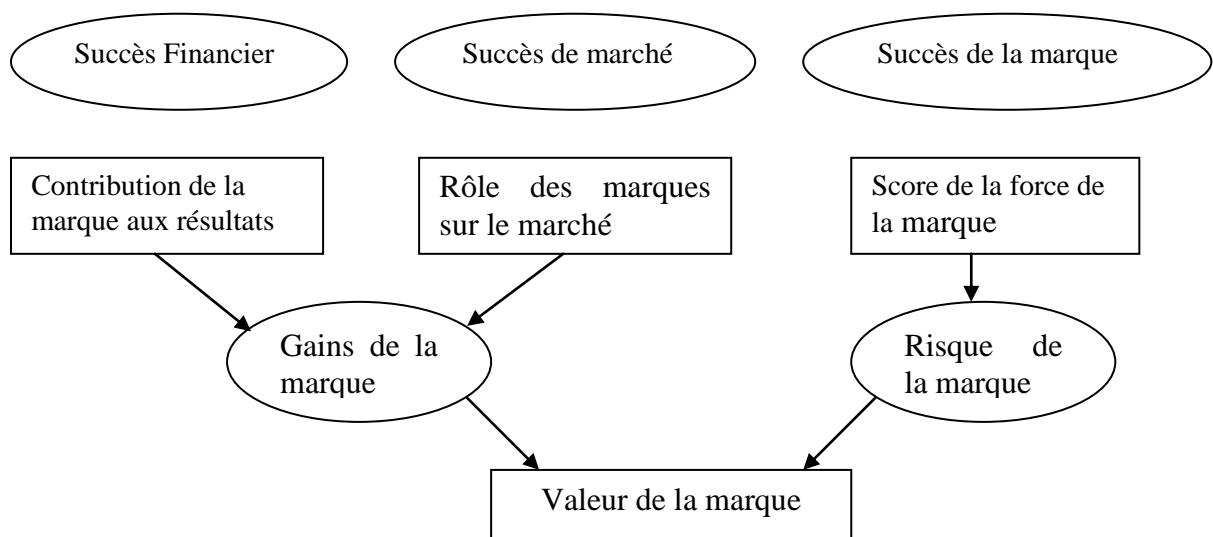 Succès Financier
Succès de marché
Succès de la marque
Contribution de la
marque aux résultats
Rôle des marques
sur le marché
Score de la force de
la marque
Gains de la
marque
Risque de
la marque
Valeur de la marque